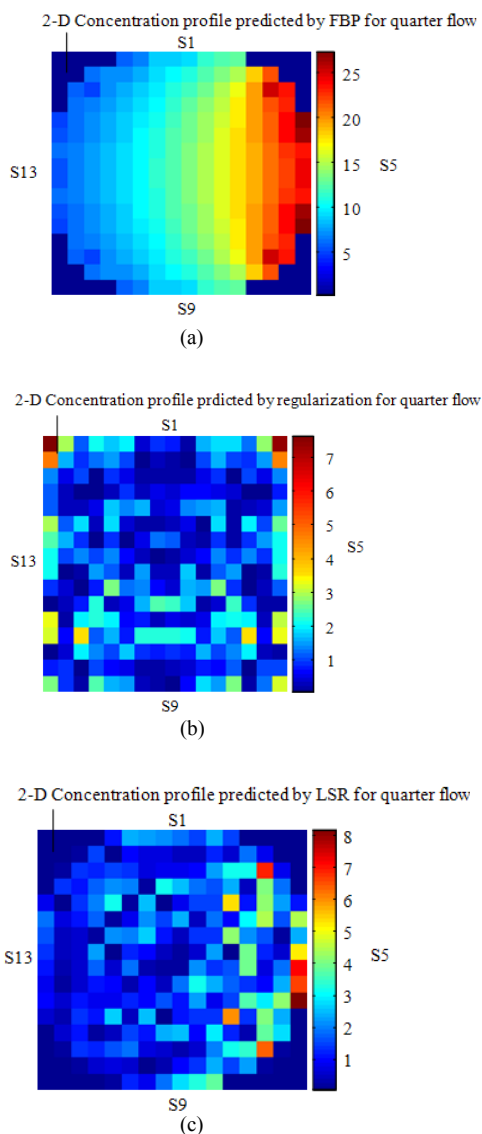 2-D Concentration profile predicted by FBP for quarter flow
S1
25
20
S13
S5
15
10
5
S9
(a)
2-D Concentration profile prdicted by regularization for quarter flow
S1
7
6
5
S13
S5
4
3
2
1
S9
(b)
2-D Concentration profile predicted by LSR for quarter flow
S1
8
7
6
5
S13
S5
4
3
2
1
S9
(c)